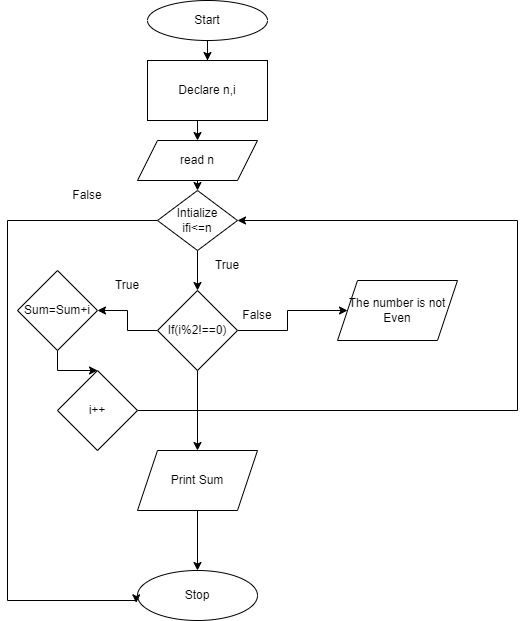 Start
Declare n,i
read n
False
Intialize
ifi<=n
True
True
Sum=Sum+i
If(i%2!==0)
False
The number is not
Even
i++
Print Sum
Stop